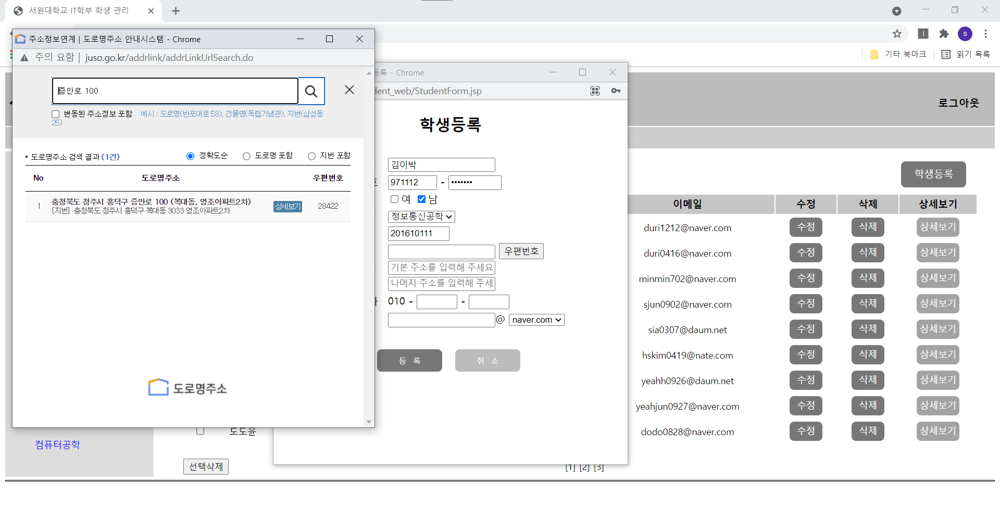 서원대학교 IT학부 학생 관리
기타 북마크
읽기 목록
주소정보연계 | 도로명주소 안내시스템 - Chrome
주의 요함 | juso.go.kr/addrlink/addrLinkUrlSearch.do
증안로 100
변동된 주소정보 포함 예시 : 도로명(반포대로 58), 건물명(독립기념관), 지번(삼성동
25)
• 도로명주소 검색 결과 (1건) 정확도순 도로명 포함 지번 포함
No 도로명주소 우편번호
1 충청북도 청주시 흥덕구 증안로 100 (복대동, 영조아파트2차) 상세보기 28422
[지번] 충청북도 청주시 흥덕구 복대동 3033 영조아파트2차
도로명주소
등록 - Chrome
dent_web/StudentForm.jsp
학생등록
김이박
971112 - •••••••
여 남
정보통신공학
201610111
우편번호
기본 주소를 입력해 주세요
나머지 주소를 입력해 주세
010 - -
@ naver.com
등 록 취 소
로그아웃
학생등록
이메일 수정 삭제 상세보기
duri1212@naver.com 수정 삭제 상세보기
duri0416@naver.com 수정 삭제 상세보기
minmin702@naver.com 수정 삭제 상세보기
sjun0902@naver.com 수정 삭제 상세보기
sia0307@daum.net 수정 삭제 상세보기
hskim0419@nate.com 수정 삭제 상세보기
yeahh0926@daum.net 수정 삭제 상세보기
yeahjun0927@naver.com 수정 삭제 상세보기
도도윤 dodo0828@naver.com 수정 삭제 상세보기
컴퓨터공학
선택삭제
[1] [2] [3]